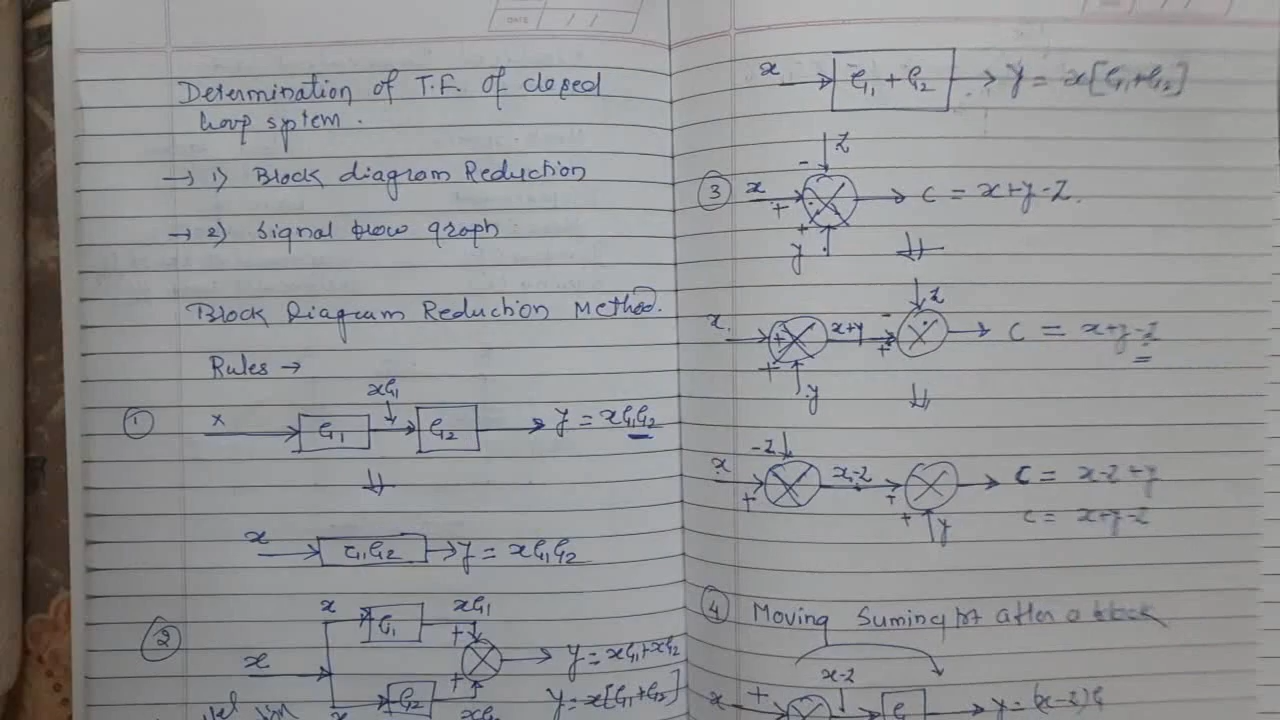 DATE / /
Determination of T.F. of closed
loop system.
→ 1) Block diagram Reduction
→ 2) Signal flow graph
Block Diagram Reduction Method.
Rules →
xG1
① x G1 G2 y = xG1G2
x G1G2 y = xG1G2
② x G1 xG1 +
x y = xG1+xG2
x G2 xG2 + y = x[G1+G2]
x G1 + G2 y = x[G1+G2]
- z
③ x + C = x+y-z.
+ y
z
x + x+y - + C = x+y-z
+ y
-z
x + x-z + C = x-z+y
+ y C = x+y-z
④ Moving Suming pt after a block
x-z
x + G y = (x-z)G